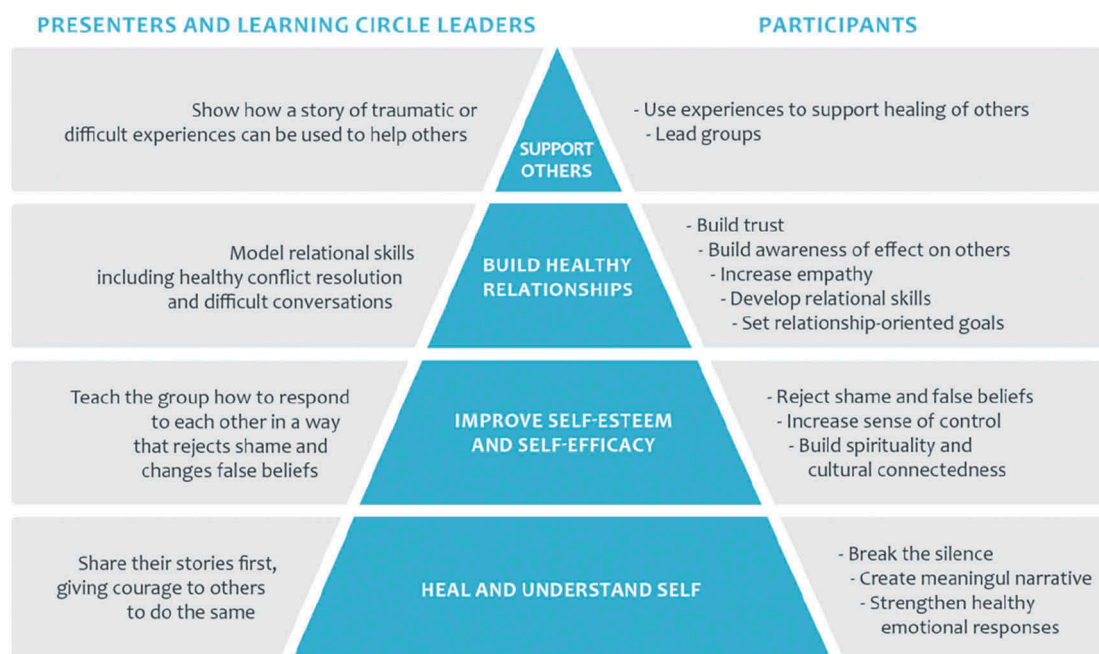 PRESENTERS AND LEARNING CIRCLE LEADERS
PARTICIPANTS
Show how a story of traumatic or
difficult experiences can be used to help others
SUPPORT
OTHERS
- Use experiences to support healing of others
- Lead groups
Model relational skills
including healthy conflict resolution
and difficult conversations
BUILD HEALTHY
RELATIONSHIPS
- Build trust
- Build awareness of effect on others
- Increase empathy
- Develop relational skills
- Set relationship-oriented goals
Teach the group how to respond
to each other in a way
that rejects shame and
changes false beliefs
IMPROVE SELF-ESTEEM
AND SELF-EFFICACY
- Reject shame and false beliefs
- Increase sense of control
- Build spirituality and
cultural connectedness
Share their stories first,
giving courage to others
to do the same
HEAL AND UNDERSTAND SELF
- Break the silence
- Create meaningul narrative
- Strengthen healthy
emotional responses